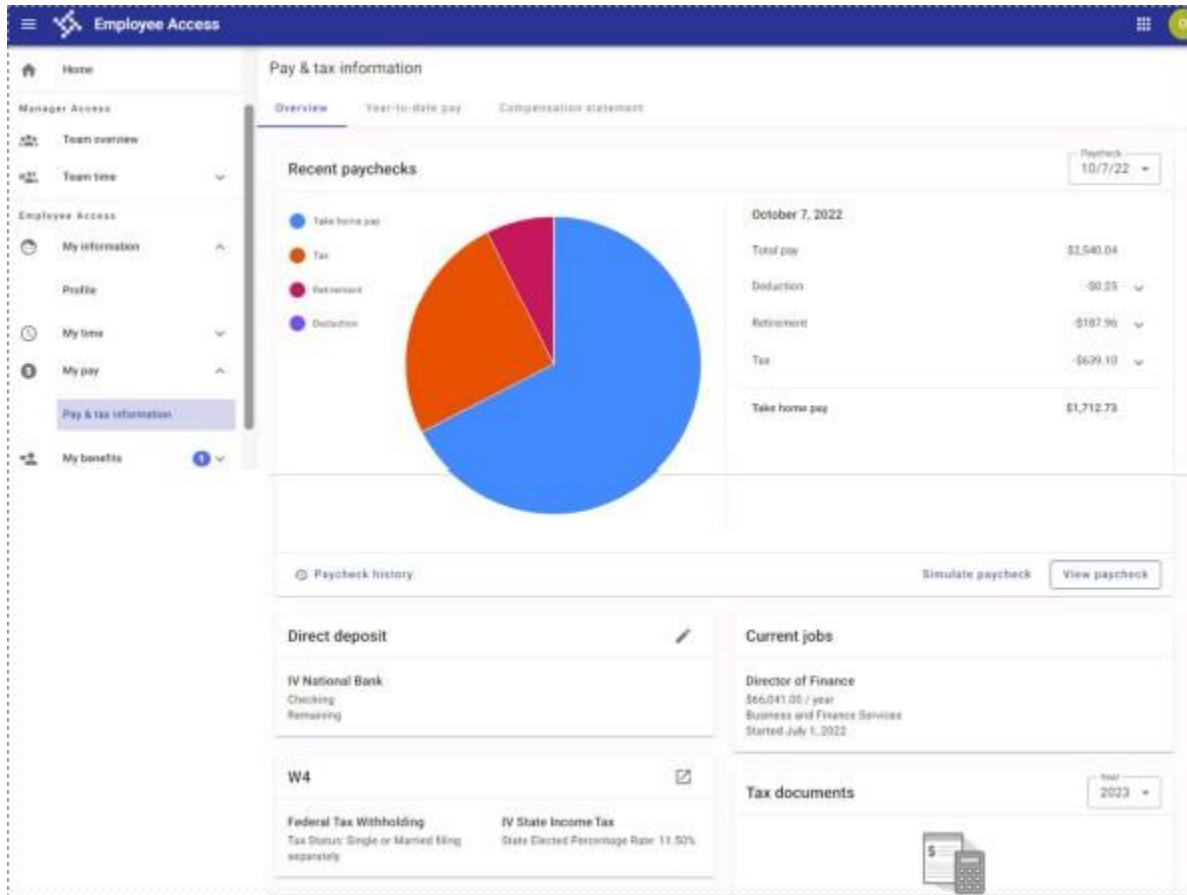 Employee Access
O
Home
Manager Access
Team overview
Team time
Employee Access
My information
Profile
My time
My pay
Pay & tax information
My benefits
1
Pay & tax information
Overview
Year-to-date pay
Compensation statement
Recent paychecks
Paycheck
10/7/22
Take home pay
Tax
Retirement
Deduction
October 7, 2022
Total pay
$2,540.04
Deduction
-$0.25
Retirement
-$187.96
Tax
-$639.10
Take home pay
$1,712.73
Paycheck history
Simulate paycheck
View paycheck
Direct deposit
IV National Bank
Checking
Remaining
Current jobs
Director of Finance
$66,041.00 / year
Business and Finance Services
Started July 1, 2022
W4
Federal Tax Withholding
Tax Status: Single or Married filing
separately
IV State Income Tax
State Elected Percentage Rate: 11.50%
Tax documents
Year
2023
$